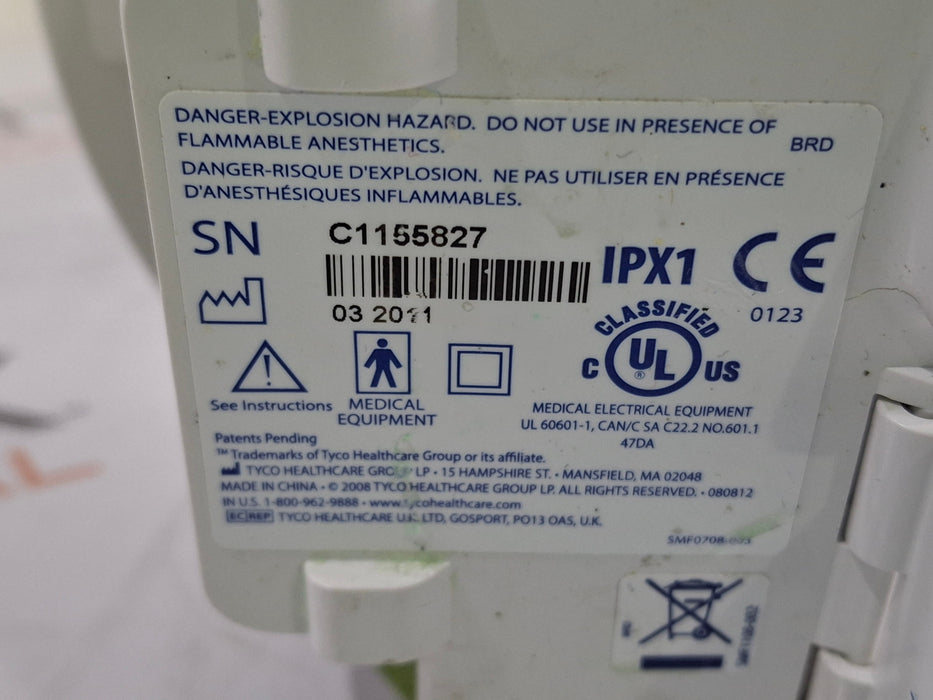 DANGER-EXPLOSION HAZARD. DO NOT USE IN PRESENCE OF
FLAMMABLE ANESTHETICS.
BRD
DANGER-RISQUE D'EXPLOSION. NE PAS UTILISER EN PRÉSENCE
D'ANESTHÉSIQUES INFLAMMABLES.
SN
C1155827
03 2011
IPX1
CE
0123
CLASSIFIED
C UL US
®
See Instructions
MEDICAL
EQUIPMENT
MEDICAL ELECTRICAL EQUIPMENT
UL 60601-1, CAN/C SA C22.2 NO.601.1
47DA
Patents Pending
™ Trademarks of Tyco Healthcare Group or its affiliate.
TYCO HEALTHCARE GROUP LP • 15 HAMPSHIRE ST. • MANSFIELD, MA 02048
MADE IN CHINA • © 2008 TYCO HEALTHCARE GROUP LP. ALL RIGHTS RESERVED. • 080812
IN U.S. 1-800-962-9888 • www.tycohealthcare.com
EC REP TYCO HEALTHCARE U.K. LTD, GOSPORT, PO13 OAS, U.K.